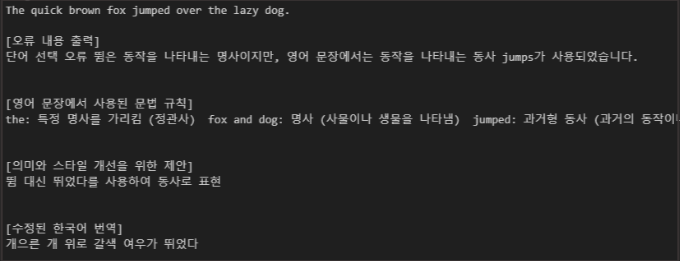 The quick brown fox jumped over the lazy dog.
[오류 내용 출력]
단어 선택 오류 뜀은 동작을 나타내는 명사이지만, 영어 문장에서는 동작을 나타내는 동사 jumps가 사용되었습니다.
[영어 문장에서 사용된 문법 규칙]
the: 특정 명사를 가리킴 (정관사)  fox and dog: 명사 (사물이나 생물을 나타냄)  jumped: 과거형 동사 (과거의 동작이
[의미와 스타일 개선을 위한 제안]
뜀 대신 뛰었다를 사용하여 동사로 표현
[수정된 한국어 번역]
개으른 개 위로 갈색 여우가 뛰었다